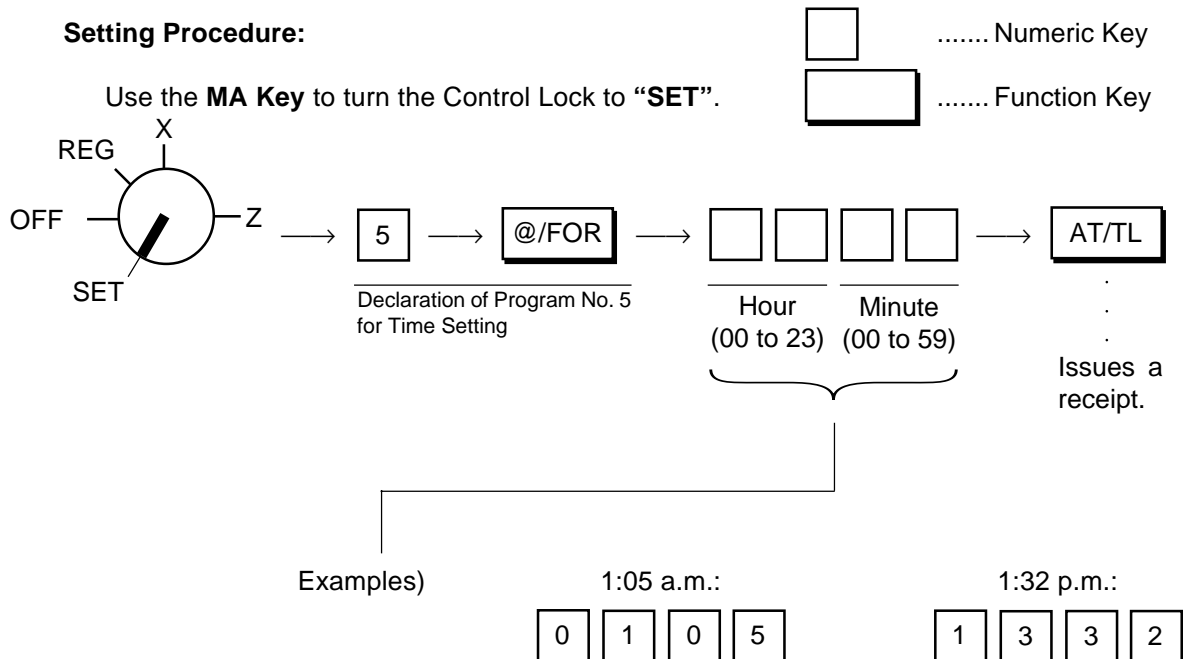 Setting Procedure:
....... Numeric Key
Use the MA Key to turn the Control Lock to “SET”.
....... Function Key
X
REG
OFF
Z
SET
5
@/FOR
AT/TL
Declaration of Program No. 5
for Time Setting
Hour
(00 to 23)
Minute
(00 to 59)
.
.
.
Issues a
receipt.
Examples)
1:05 a.m.:
1:32 p.m.:
0 1 0 5
1 3 3 2